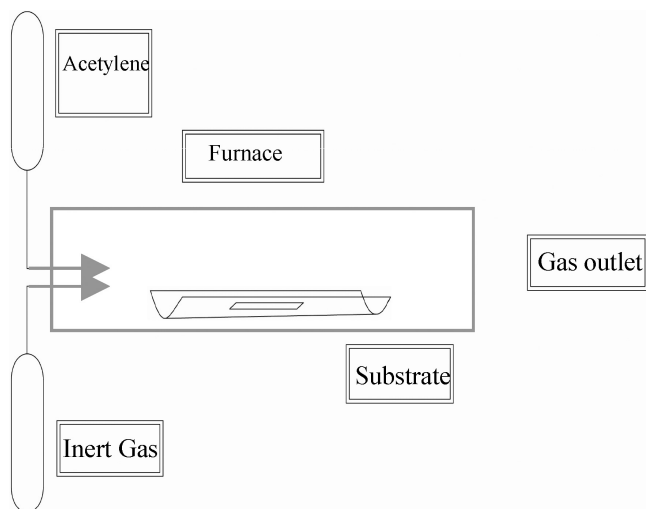 Acetylene
Furnace
Gas outlet
Substrate
Inert Gas